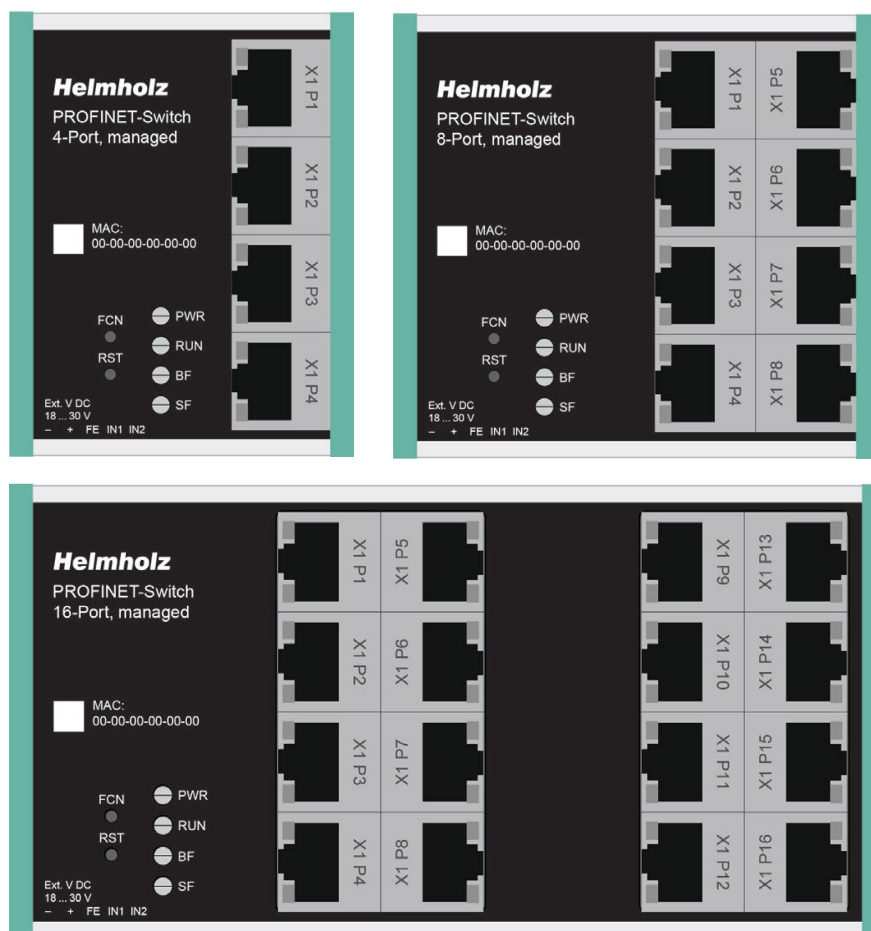 Helmholz
PROFINET-Switch
4-Port, managed
MAC:
00-00-00-00-00-00
FCN
RST
PWR
RUN
BF
SF
Ext. V DC
18 ... 30 V
– + FE IN1 IN2
X1 P1
X1 P2
X1 P3
X1 P4
Helmholz
PROFINET-Switch
8-Port, managed
MAC:
00-00-00-00-00-00
FCN
RST
PWR
RUN
BF
SF
Ext. V DC
18 ... 30 V
– + FE IN1 IN2
X1 P1
X1 P2
X1 P3
X1 P4
X1 P5
X1 P6
X1 P7
X1 P8
Helmholz
PROFINET-Switch
16-Port, managed
MAC:
00-00-00-00-00-00
FCN
RST
PWR
RUN
BF
SF
Ext. V DC
18 ... 30 V
– + FE IN1 IN2
X1 P1
X1 P2
X1 P3
X1 P4
X1 P5
X1 P6
X1 P7
X1 P8
X1 P9
X1 P10
X1 P11
X1 P12
X1 P13
X1 P14
X1 P15
X1 P16